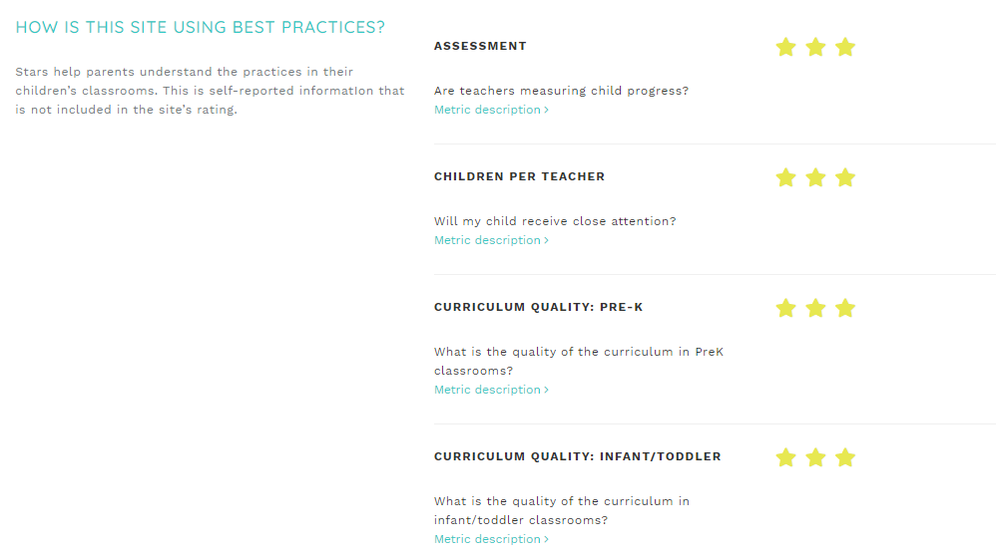 HOW IS THIS SITE USING BEST PRACTICES?
Stars help parents understand the practices in their
children's classrooms. This is self-reported information that
is not included in the site's rating.
ASSESSMENT
Are teachers measuring child progress?
Metric description >
CHILDREN PER TEACHER
Will my child receive close attention?
Metric description >
CURRICULUM QUALITY: PRE-K
What is the quality of the curriculum in PreK
classrooms?
Metric description >
CURRICULUM QUALITY: INFANT/TODDLER
What is the quality of the curriculum in
infant/toddler classrooms?
Metric description >